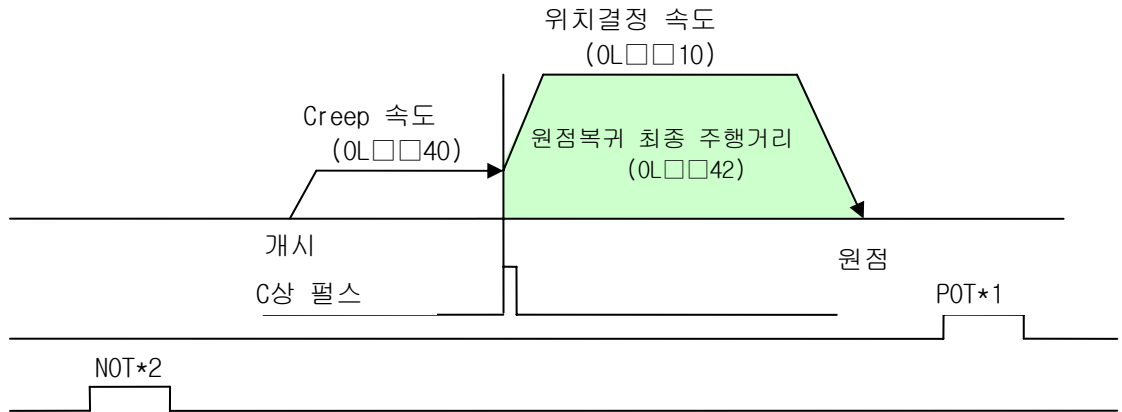 위치결정 속도
(OL□□10)
Creep 속도
(OL□□40)
원점복귀 최종 주행거리
(OL□□42)
개시
원점
C상 펄스
POT*1
NOT*2